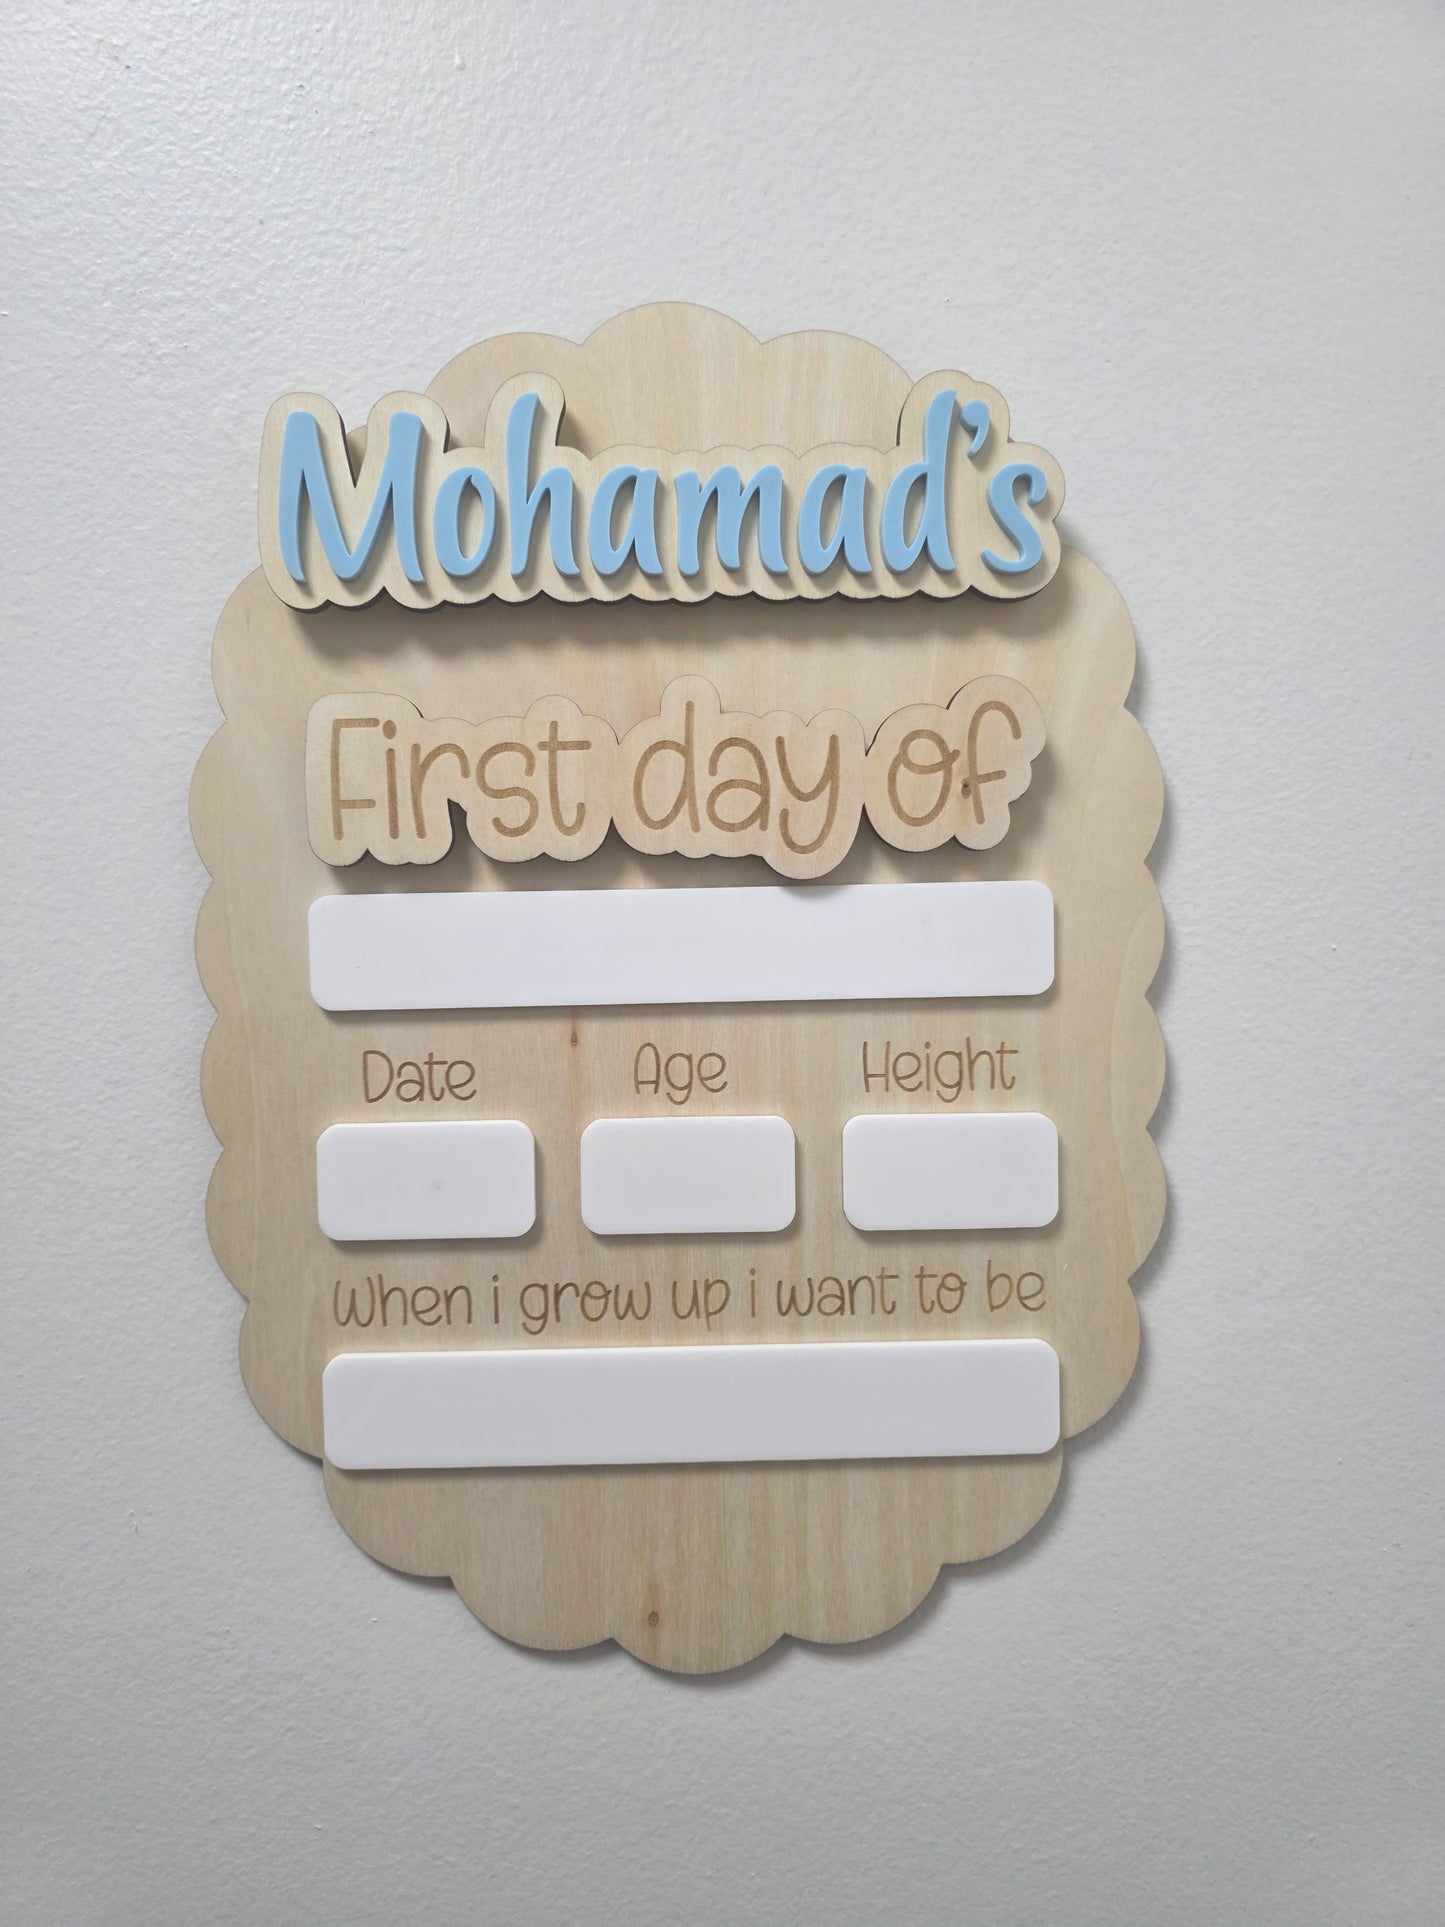 Mohamad's
First day of
Date Age Height
When i grow up i want to be